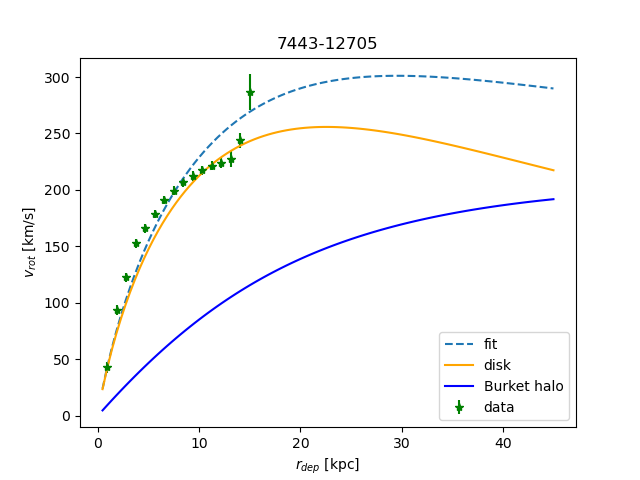 7443-12705
300
250
200
150
100
50
0
v_rot [km/s]
0 10 20 30 40
r_dep [kpc]
fit
disk
Burket halo
data